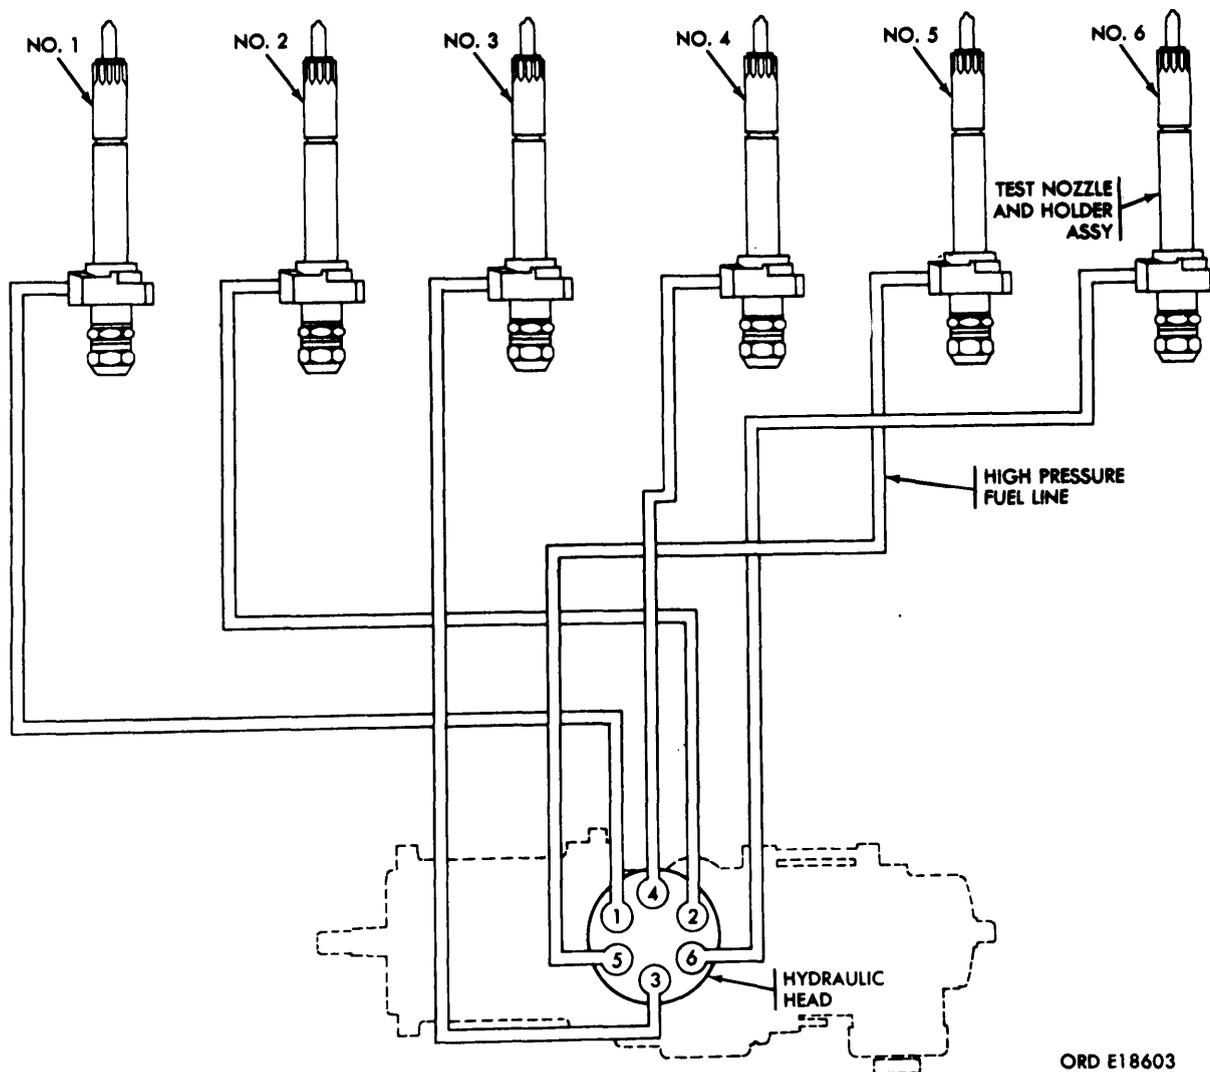 NO. 1
NO. 2
NO. 3
NO. 4
NO. 5
NO. 6
TEST NOZZLE
AND HOLDER
ASSY
HIGH PRESSURE
FUEL LINE
4
1
2
5
6
3
HYDRAULIC
HEAD
ORD E18603